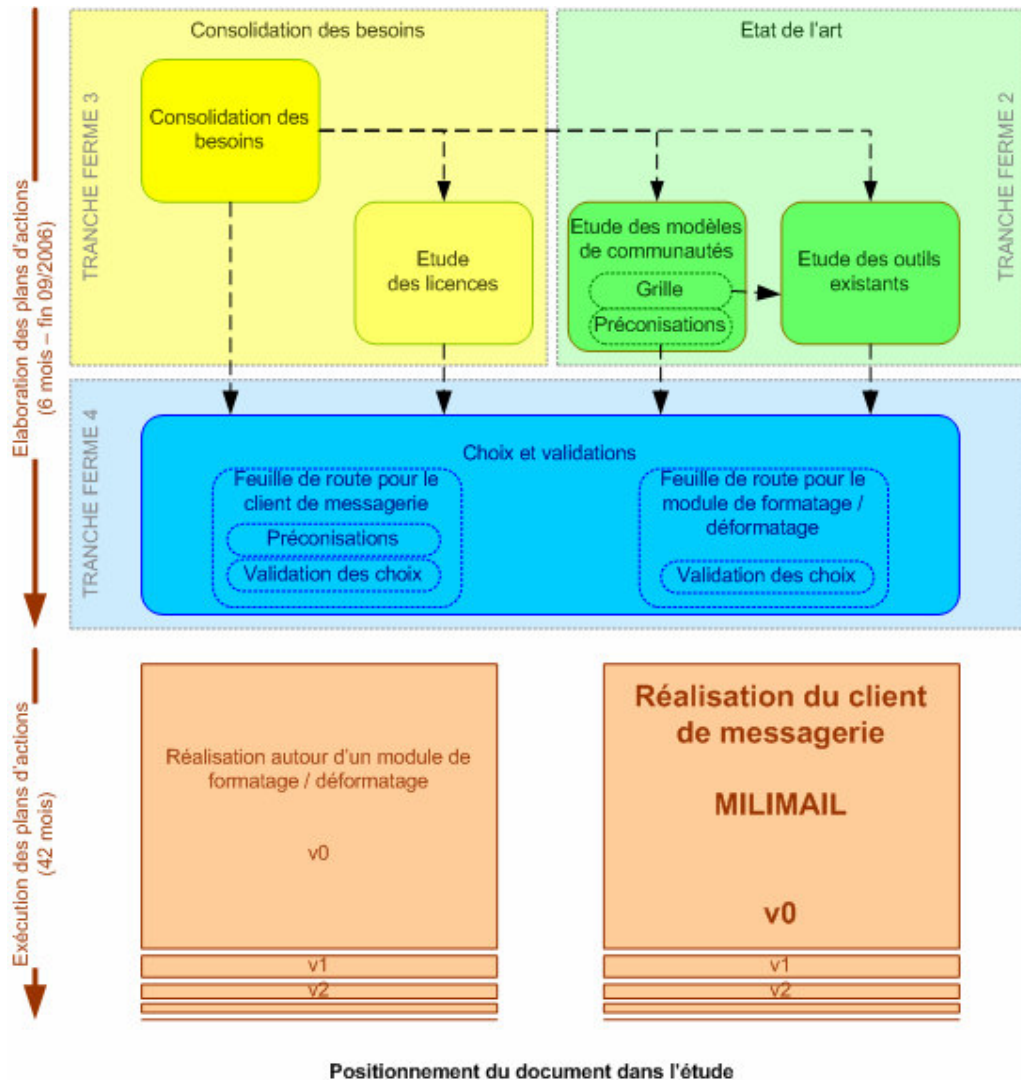 Consolidation des besoins
Etat de l'art
TRANCHE FERME 3
TRANCHE FERME 2
Consolidation des
besoins
Etude
des licences
Etude des modèles
de communautés
Grille
Préconisations
Etude des outils
existants
Elaboration des plans d'actions
(6 mois – fin 09/2006)
TRANCHE FERME 4
Choix et validations
Feuille de route pour le
client de messagerie
Préconisations
Validation des choix
Feuille de route pour le
module de formatage /
déformatage
Validation des choix
Exécution des plans d'actions
(42 mois)
Réalisation autour d'un module de
formatage / déformatage
v0
v1
v2
Réalisation du client
de messagerie
MILIMAIL
v0
v1
v2
Positionnement du document dans l'étude